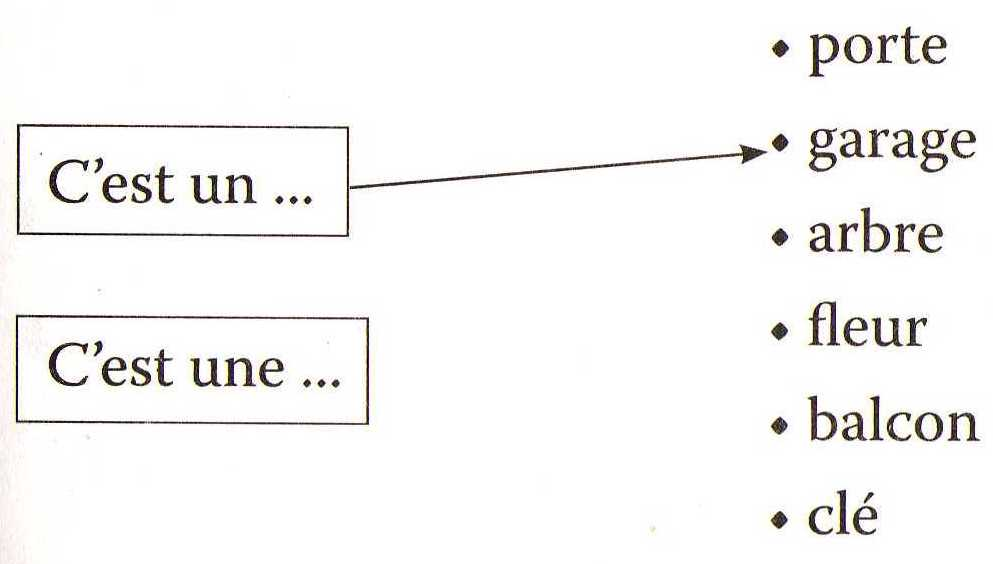 C'est un ...
C'est une ...
• porte
• garage
• arbre
• fleur
• balcon
• clé